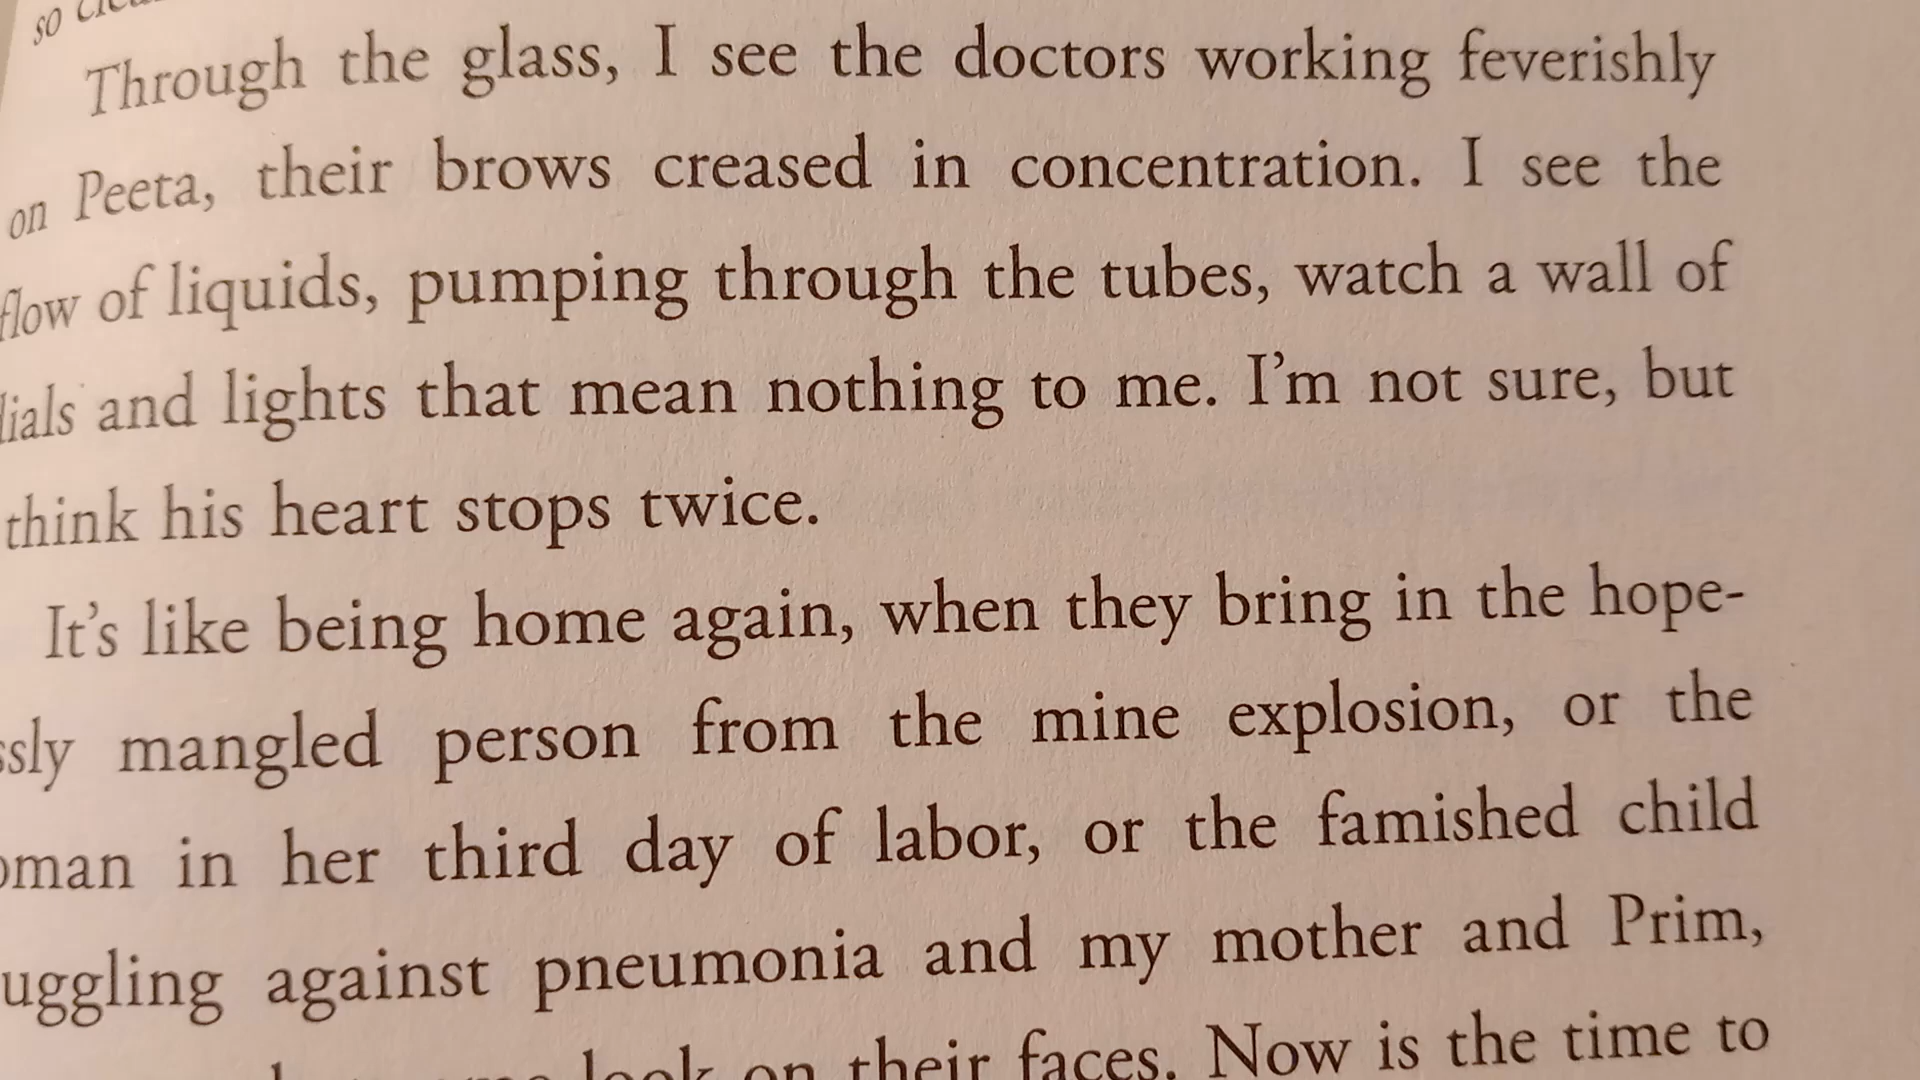 so
Through the glass, I see the doctors working feverishly
on Peeta, their brows creased in concentration. I see the
flow of liquids, pumping through the tubes, watch a wall of
and lights that mean nothing to me. I'm not sure, but
think his heart stops twice.
It's like being home again, when they bring in the hope-
mangled person from the mine explosion, or the
in her third day of labor, or the famished child
against pneumonia and my mother and Prim,
look on their faces. Now is the time to